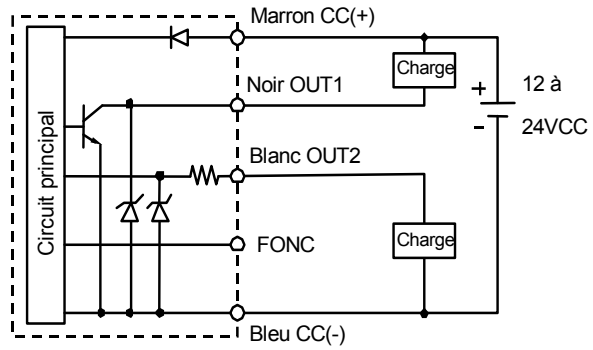 Marron CC(+)
Charge
Noir OUT1
+
12 à
24VCC
-
Blanc OUT2
Circuit principal
FONC
Charge
Bleu CC(-)